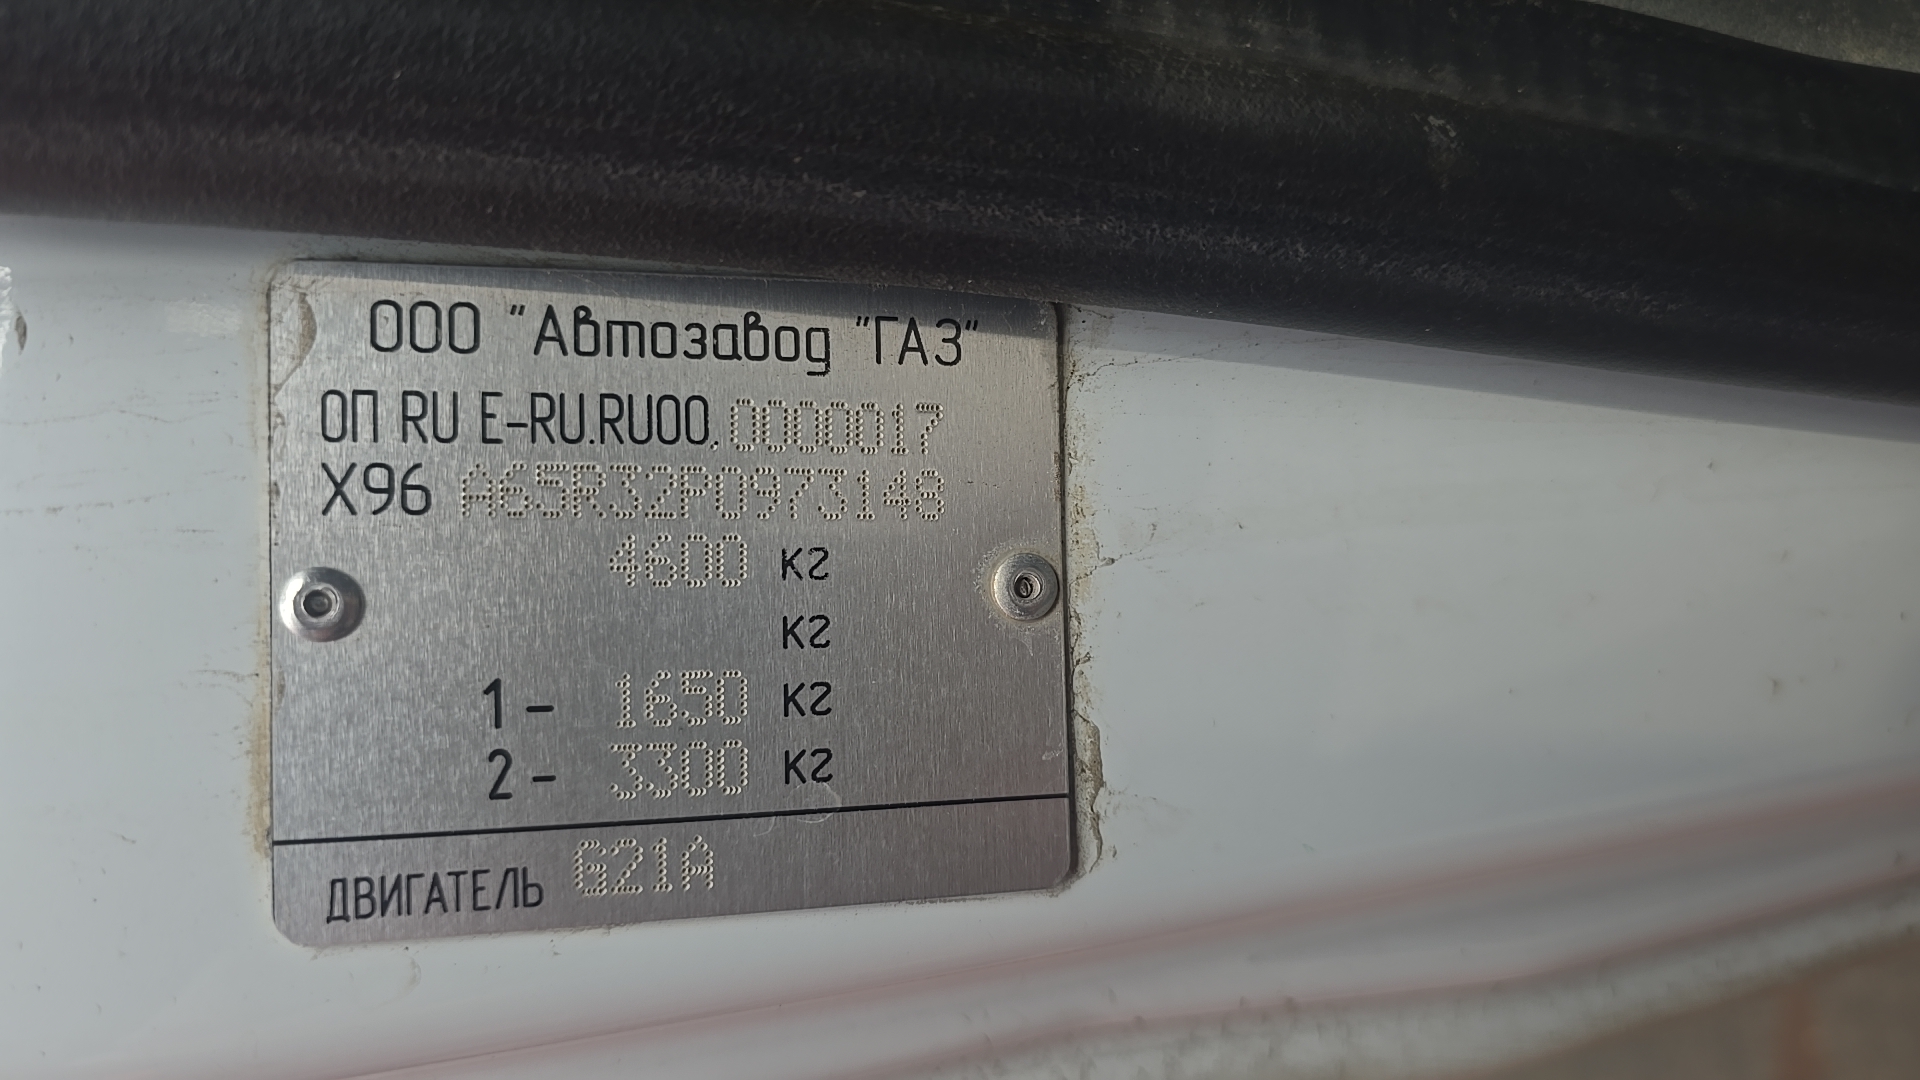 ООО "Автозавод "ГАЗ"
ОП RU E-RU.RU00.0000017
X96 A65R32P0973148
4600 кг
кг
1 - 1650 кг
2 - 3300 кг
ДВИГАТЕЛЬ G21A